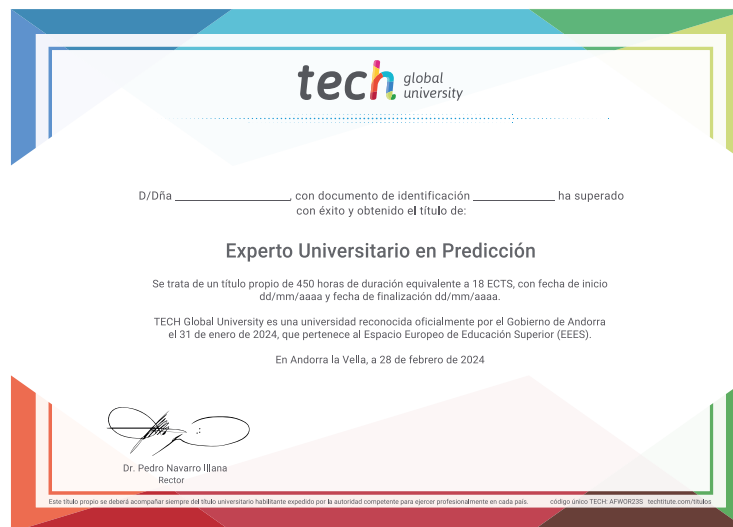 tech global university
D/Dña ______________, con documento de identificación __________ ha superado
con éxito y obtenido el título de:
Experto Universitario en Predicción
Se trata de un título propio de 450 horas de duración equivalente a 18 ECTS, con fecha de inicio
dd/mm/aaaa y fecha de finalización dd/mm/aaaa.
TECH Global University es una universidad reconocida oficialmente por el Gobierno de Andorra
el 31 de enero de 2024, que pertenece al Espacio Europeo de Educación Superior (EEES).
En Andorra la Vella, a 28 de febrero de 2024
Dr. Pedro Navarro Illana
Rector
Este título propio se deberá acompañar siempre del título universitario habilitante expedido por la autoridad competente para ejercer profesionalmente en cada país. código único TECH: AFWOR23S techtitute.com/titulos